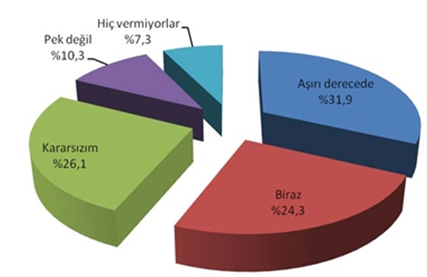 Hiç vermiyorlar
%7,3
Pek değil
%10,3
Aşırı derecede
%31,9
Kararsızım
%26,1
Biraz
%24,3